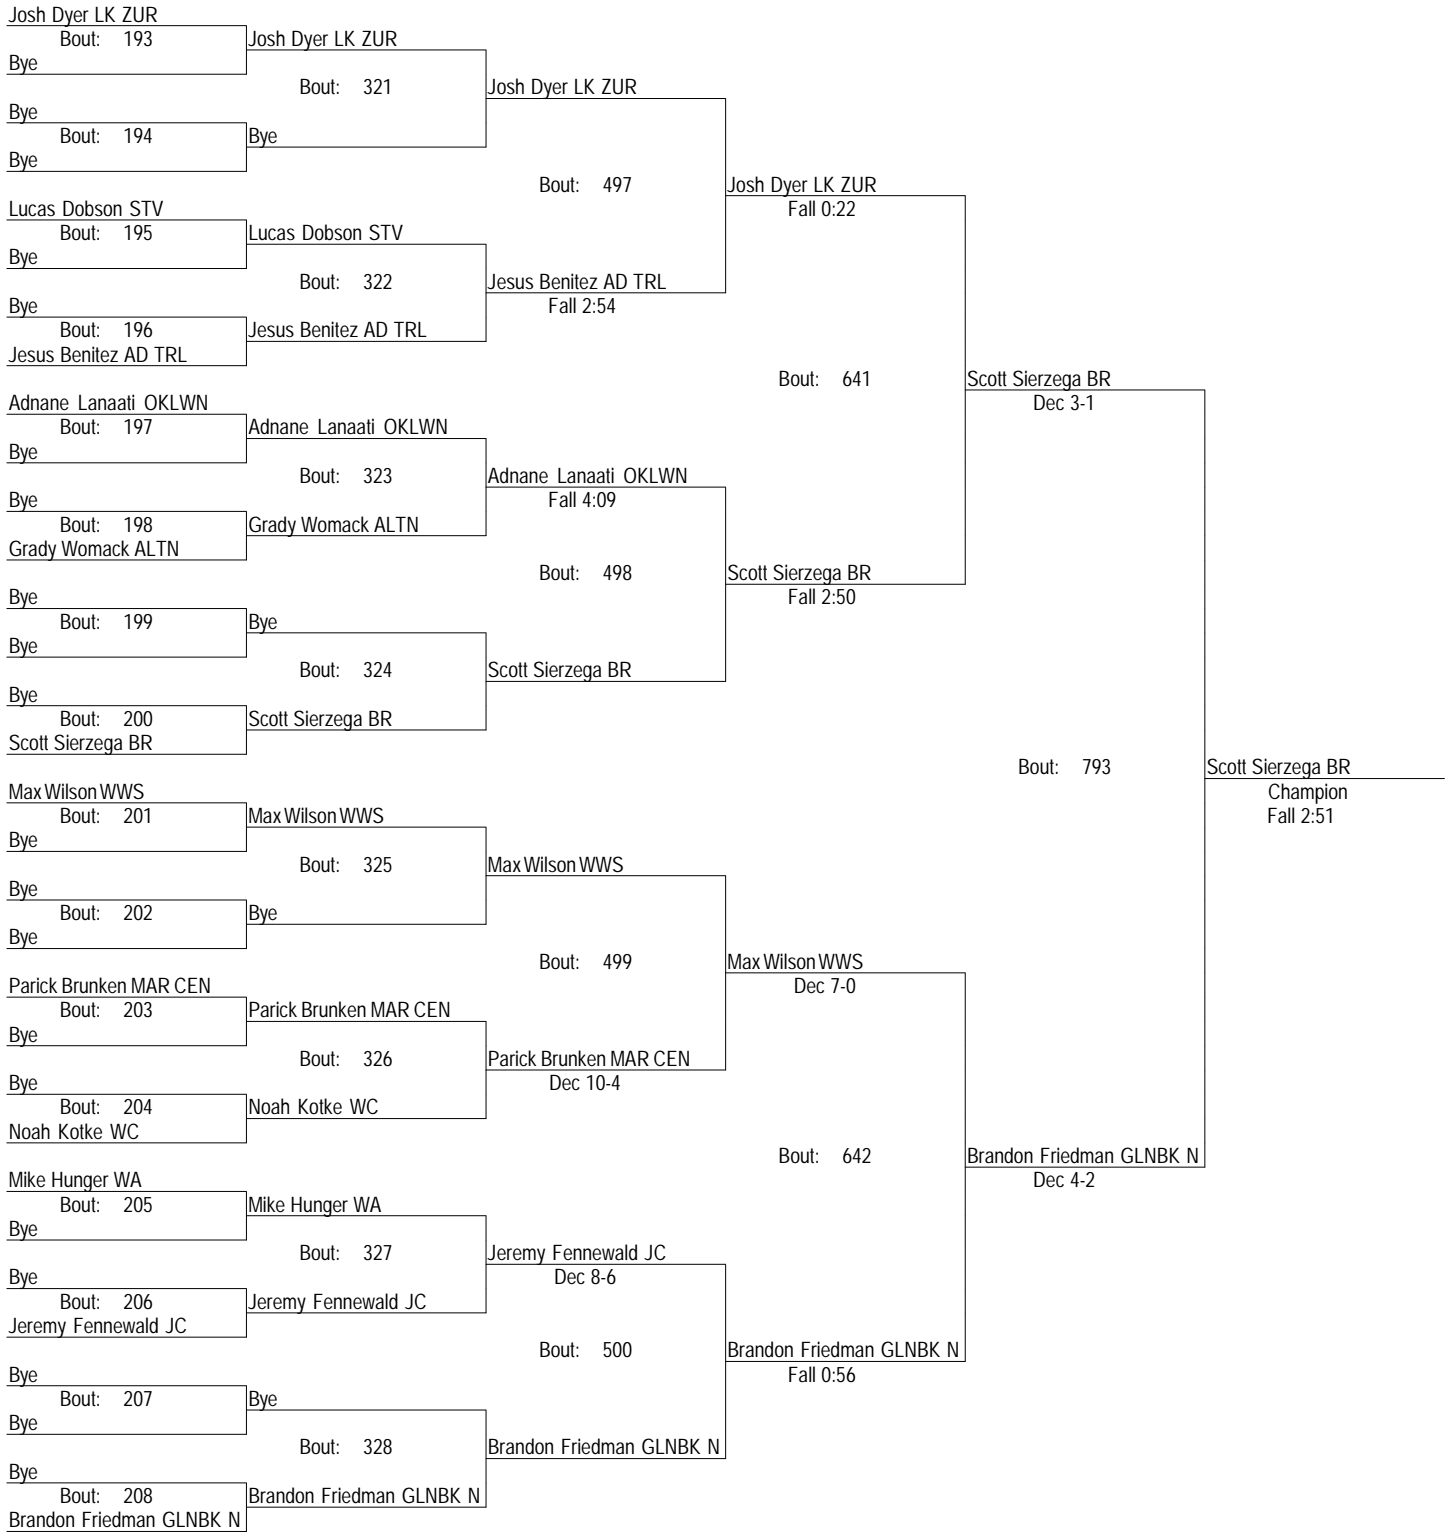 Josh Dyer LK ZUR
Bout: 193
Josh Dyer LK ZUR
Bye
Bout: 321
Josh Dyer LK ZUR
Bye
Bout: 194
Bye
Bye
Bout: 497
Josh Dyer LK ZUR
Fall 0:22
Lucas Dobson STV
Bout: 195
Lucas Dobson STV
Bye
Bout: 322
Jesus Benitez AD TRL
Fall 2:54
Bye
Bout: 196
Jesus Benitez AD TRL
Jesus Benitez AD TRL
Bout: 641
Scott Sierzega BR
Dec 3-1
Adnane Lanaati OKLWN
Bout: 197
Adnane Lanaati OKLWN
Bye
Bout: 323
Adnane Lanaati OKLWN
Fall 4:09
Bye
Bout: 198
Grady Womack ALTN
Grady Womack ALTN
Bout: 498
Scott Sierzega BR
Fall 2:50
Bye
Bout: 199
Bye
Bye
Bout: 324
Scott Sierzega BR
Bye
Bout: 200
Scott Sierzega BR
Scott Sierzega BR
Bout: 793
Scott Sierzega BR
Champion
Fall 2:51
Max Wilson WWS
Bout: 201
Max Wilson WWS
Bye
Bout: 325
Max Wilson WWS
Bye
Bout: 202
Bye
Bye
Bout: 499
Max Wilson WWS
Dec 7-0
Parick Brunken MAR CEN
Bout: 203
Parick Brunken MAR CEN
Bye
Bout: 326
Parick Brunken MAR CEN
Dec 10-4
Bye
Bout: 204
Noah Kotke WC
Noah Kotke WC
Bout: 642
Brandon Friedman GLNBK N
Dec 4-2
Mike Hunger WA
Bout: 205
Mike Hunger WA
Bye
Bout: 327
Jeremy Fennewald JC
Dec 8-6
Bye
Bout: 206
Jeremy Fennewald JC
Jeremy Fennewald JC
Bout: 500
Brandon Friedman GLNBK N
Fall 0:56
Bye
Bout: 207
Bye
Bye
Bout: 328
Brandon Friedman GLNBK N
Bye
Bout: 208
Brandon Friedman GLNBK N
Brandon Friedman GLNBK N